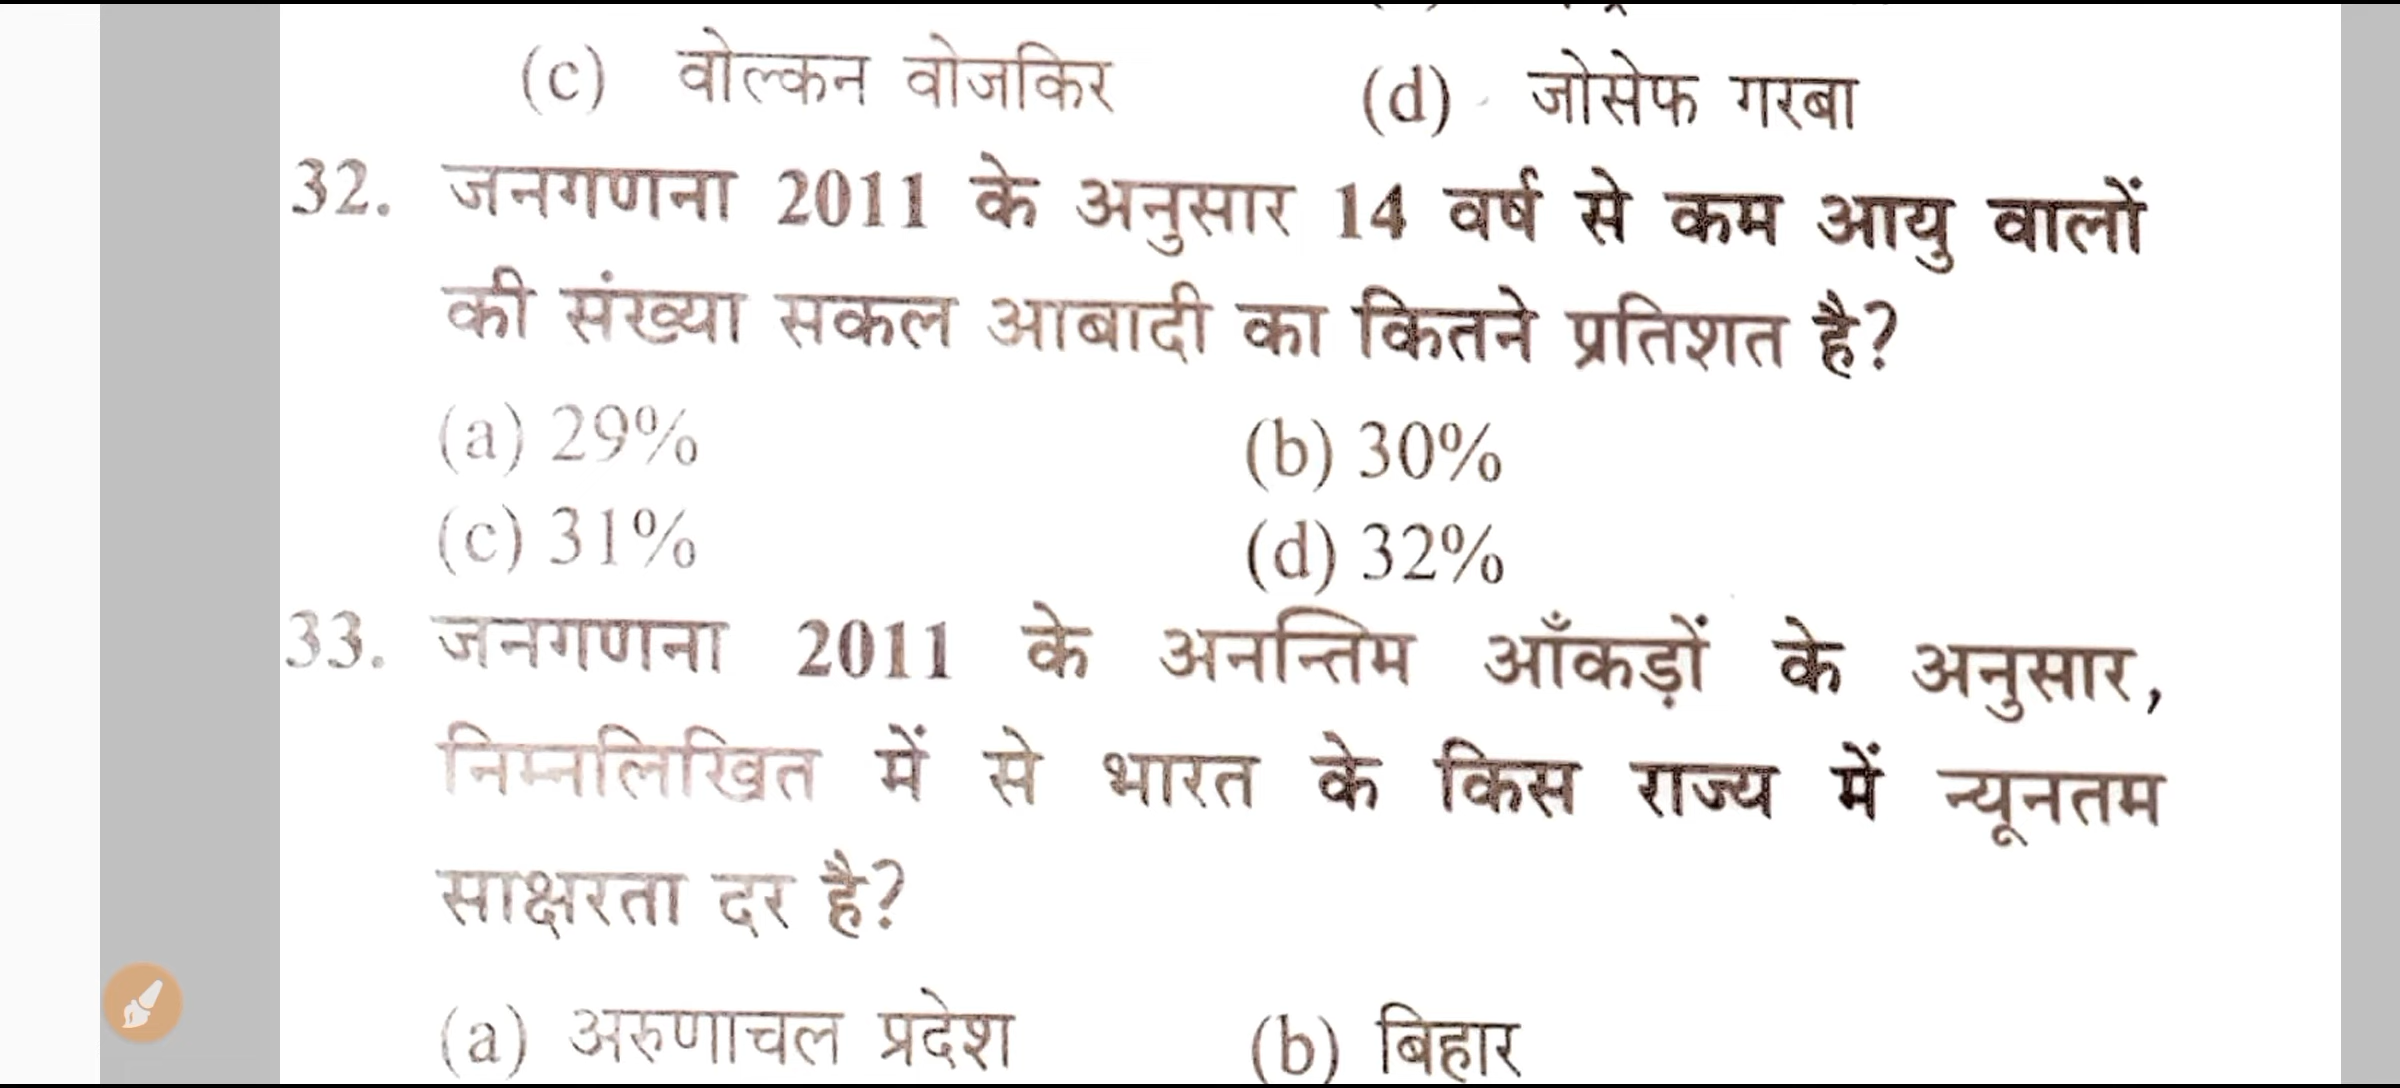 (c) वोल्कन वोजकिर (d) जोसेफ गरबा
32. जनगणना 2011 के अनुसार 14 वर्ष से कम आयु वालों
की संख्या सकल आबादी का कितने प्रतिशत है?
(a) 29% (b) 30%
(c) 31% (d) 32%
33. जनगणना 2011 के अनन्तिम आँकड़ों के अनुसार,
निम्नलिखित में से भारत के किस राज्य में न्यूनतम
साक्षरता दर है?
(a) अरुणाचल प्रदेश (b) बिहार